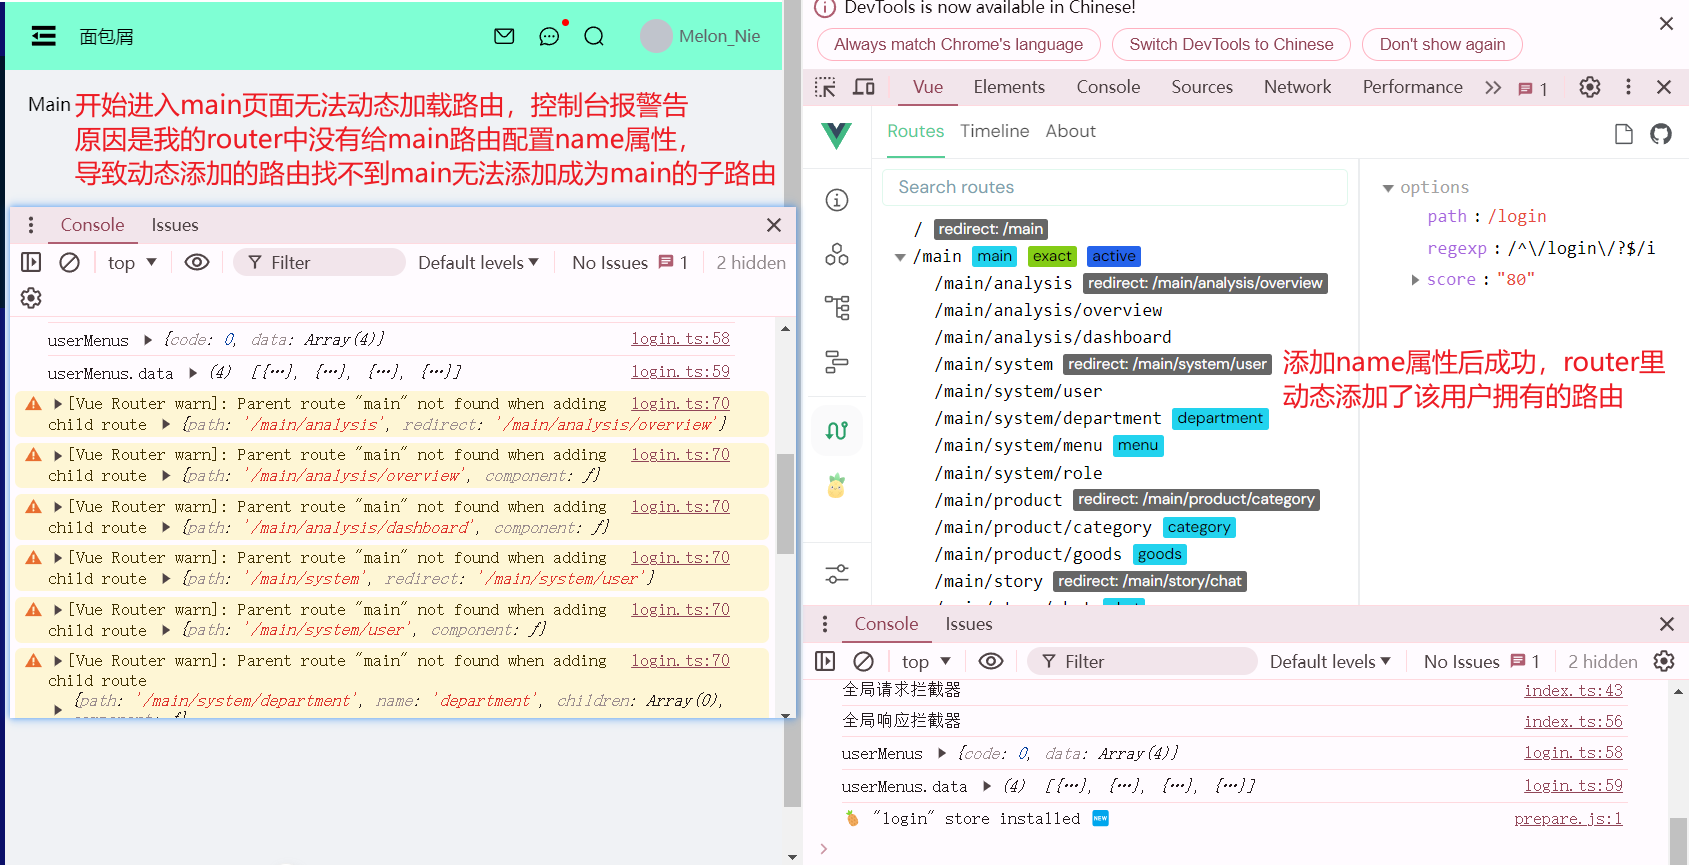 面包屑
Melon_Nie
Main
开始进入main页面无法动态加载路由，控制台报警告
原因是我的router中没有给main路由配置name属性，
导致动态添加的路由找不到main无法添加成为main的子路由
Console Issues
top Filter Default levels No Issues 1 2 hidden
userMenus {code: 0, data: Array(4)} login.ts:58
userMenus.data (4) [{…}, {…}, {…}, {…}] login.ts:59
[Vue Router warn]: Parent route "main" not found when adding login.ts:70
child route {path: '/main/analysis', redirect: '/main/analysis/overview'}
[Vue Router warn]: Parent route "main" not found when adding login.ts:70
child route {path: '/main/analysis/overview', component: ƒ}
[Vue Router warn]: Parent route "main" not found when adding login.ts:70
child route {path: '/main/analysis/dashboard', component: ƒ}
[Vue Router warn]: Parent route "main" not found when adding login.ts:70
child route {path: '/main/system', redirect: '/main/system/user'}
[Vue Router warn]: Parent route "main" not found when adding login.ts:70
child route {path: '/main/system/user', component: ƒ}
[Vue Router warn]: Parent route "main" not found when adding login.ts:70
child route
{path: '/main/system/department', name: 'department', children: Array(0),
DevTools is now available in Chinese!
Always match Chrome's language Switch DevTools to Chinese Don't show again
Vue Elements Console Sources Network Performance 1
Routes Timeline About
Search routes
/ redirect: /main
/main main exact active
/main/analysis redirect: /main/analysis/overview
/main/analysis/overview
/main/analysis/dashboard
/main/system redirect: /main/system/user
/main/system/user
/main/system/department department
/main/system/menu menu
/main/system/role
/main/product redirect: /main/product/category
/main/product/category category
/main/product/goods goods
/main/story redirect: /main/story/chat
options
path : /login
regexp : /^\/login\/?$/i
score : "80"
添加name属性后成功，router里
动态添加了该用户拥有的路由
Console Issues
top Filter Default levels No Issues 1 2 hidden
全局请求拦截器 index.ts:43
全局响应拦截器 index.ts:56
userMenus {code: 0, data: Array(4)} login.ts:58
userMenus.data (4) [{…}, {…}, {…}, {…}] login.ts:59
🍍 "login" store installed 🆕 prepare.js:1